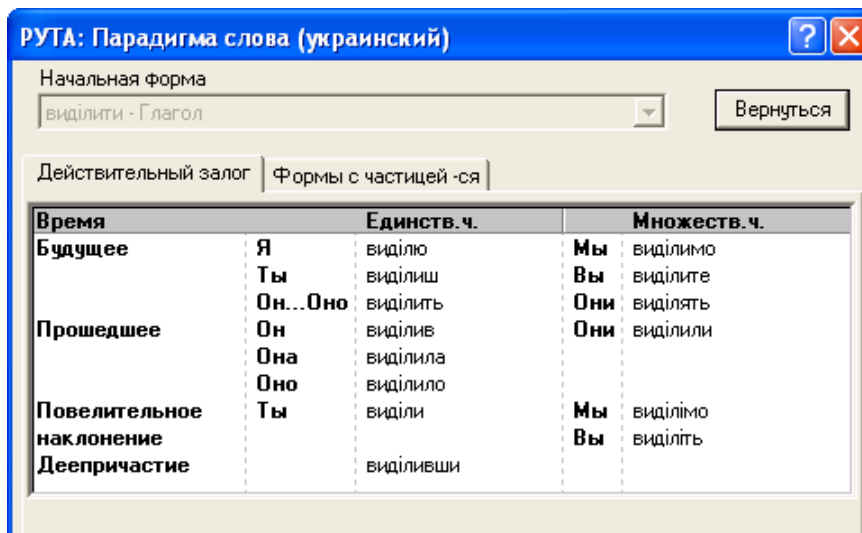 РУТА: Парадигма слова (украинский)
Начальная форма
виділити - Глагол
Вернуться
Действительный залог Формы с частицей -ся
Время Единств.ч. Множеств.ч.
Будущее Я виділю Мы виділимо
Ты виділиш Вы виділите
Он...Оно виділить Они виділять
Прошедшее Он виділив Они виділили
Она виділила
Оно виділило
Повелительное Ты виділи Мы виділімо
наклонение Вы виділіть
Деепричастие виділивши